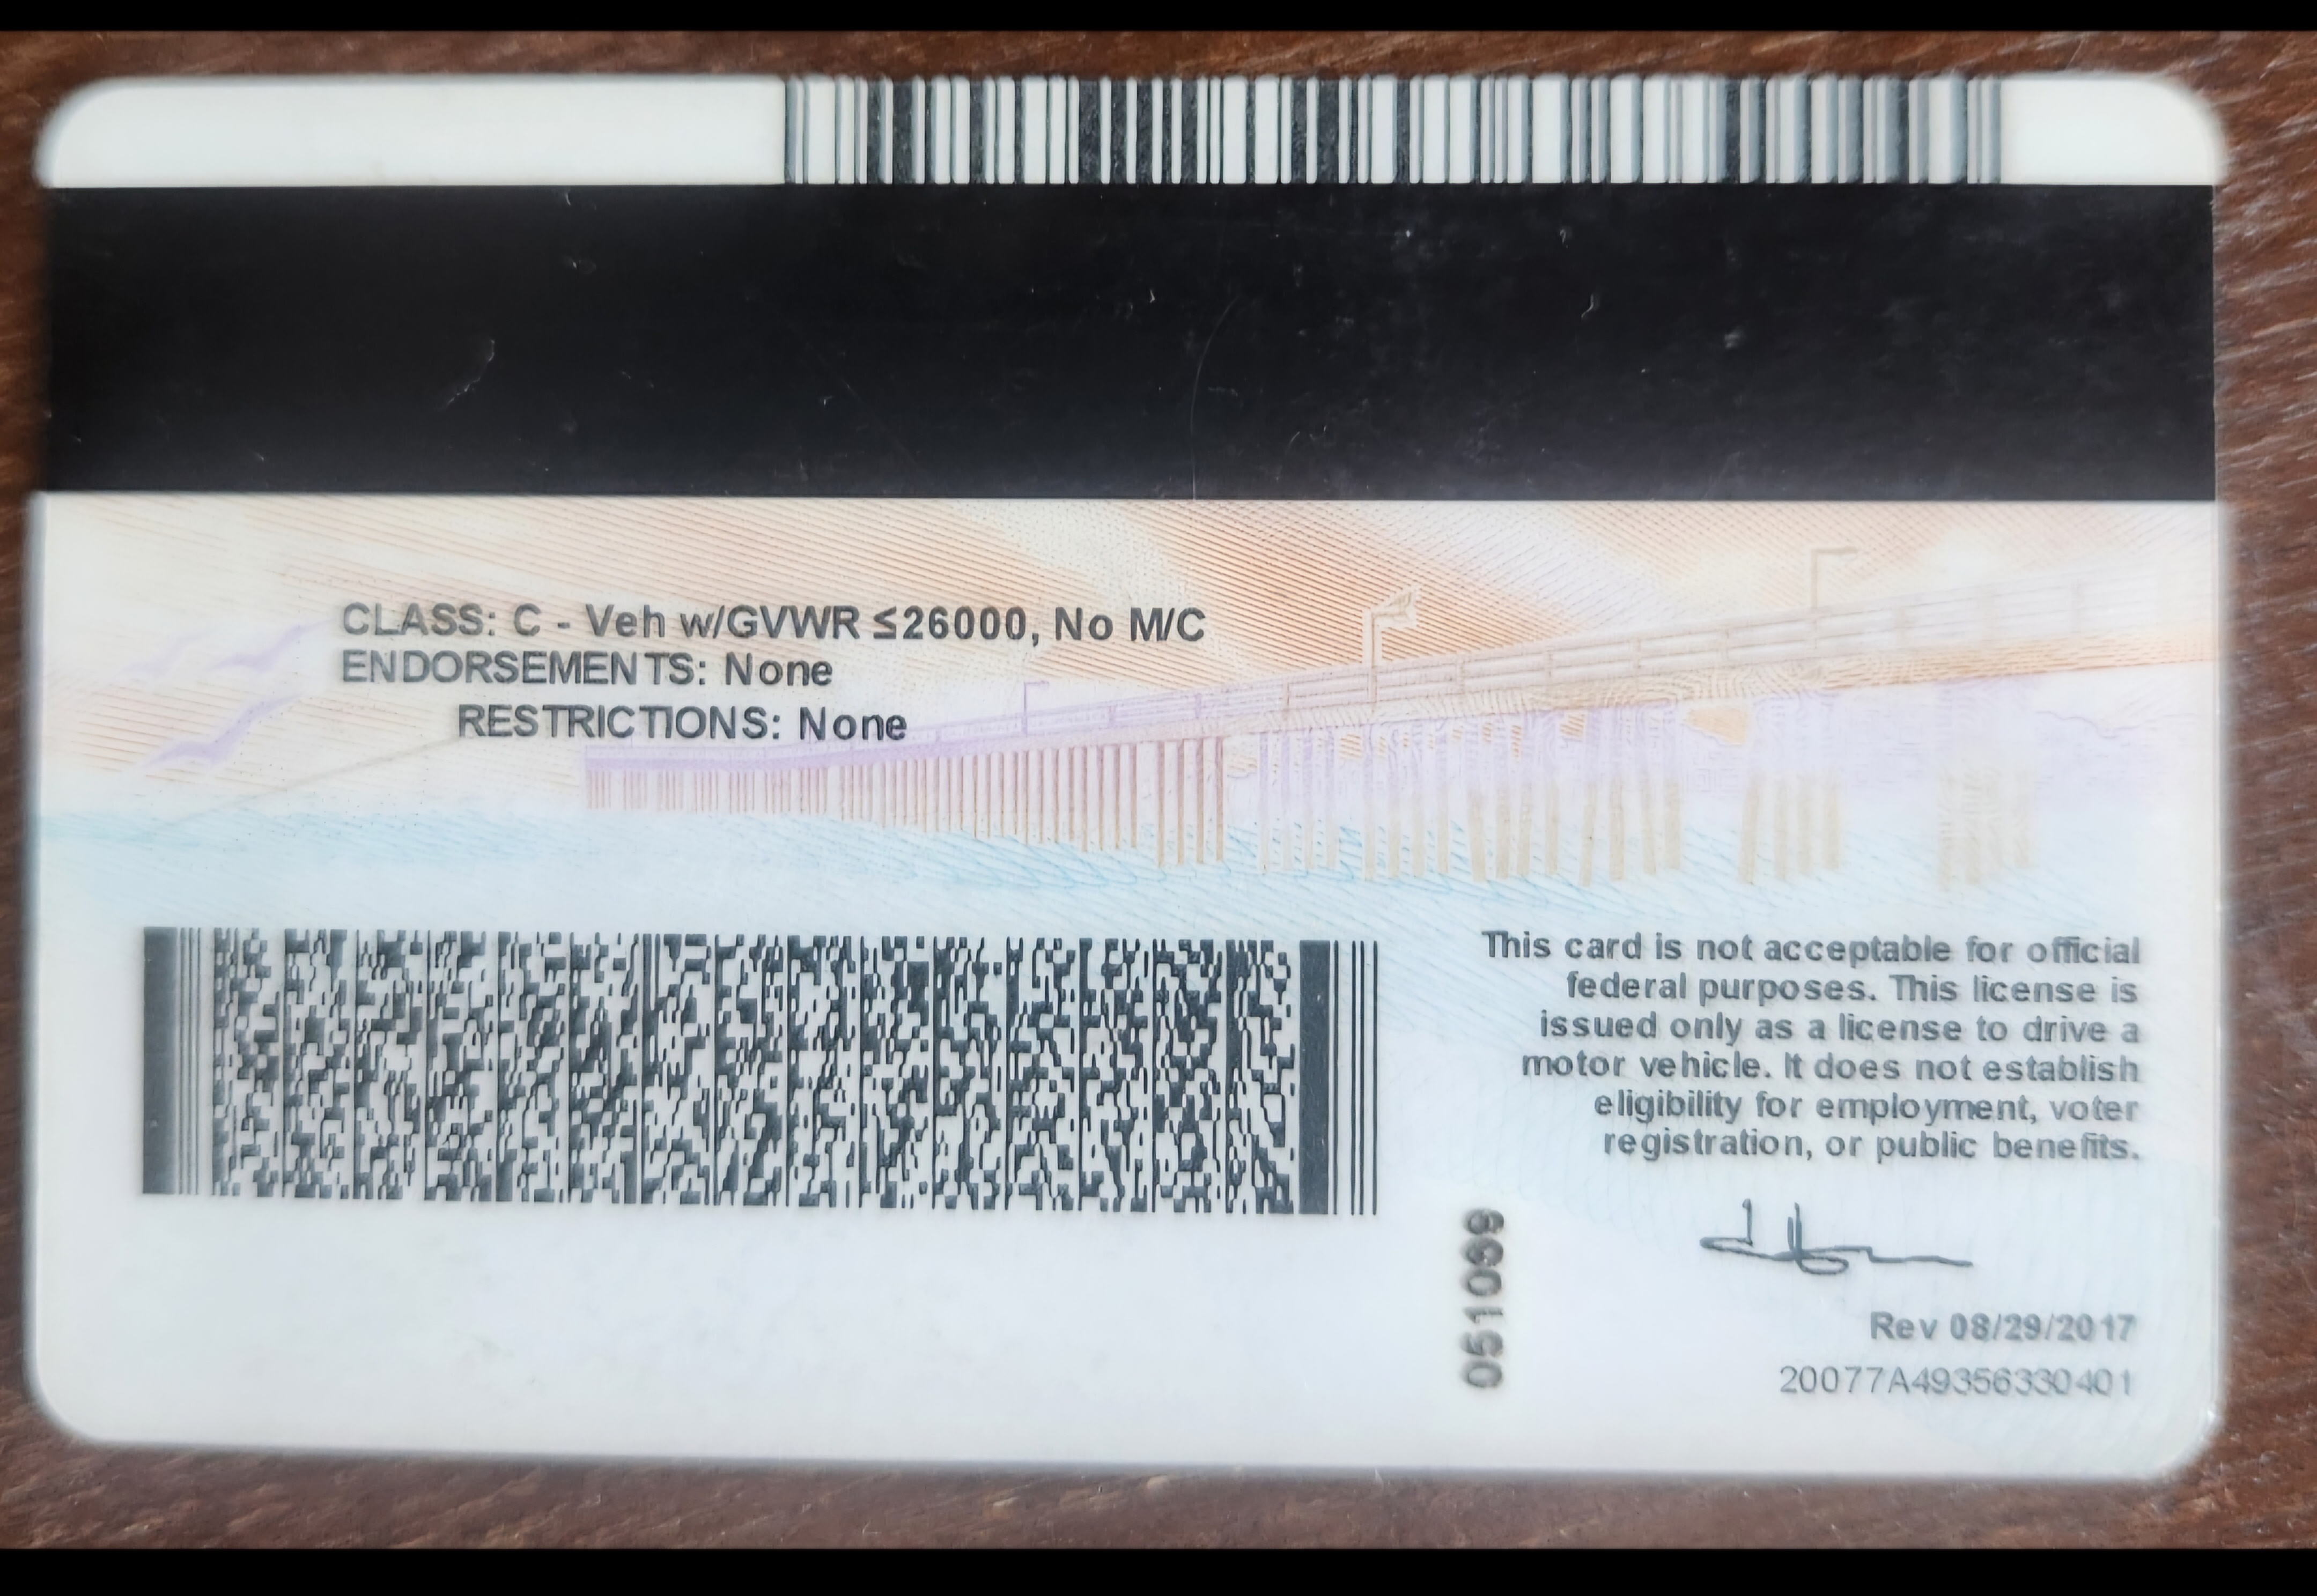 CLASS: C - Veh w/GVWR ≤26000, No M/C
ENDORSEMENTS: None
RESTRICTIONS: None
This card is not acceptable for official
federal purposes. This license is
issued only as a license to drive a
motor vehicle. It does not establish
eligibility for employment, voter
registration, or public benefits.
051099
Rev 08/29/2017
20077A49356330401